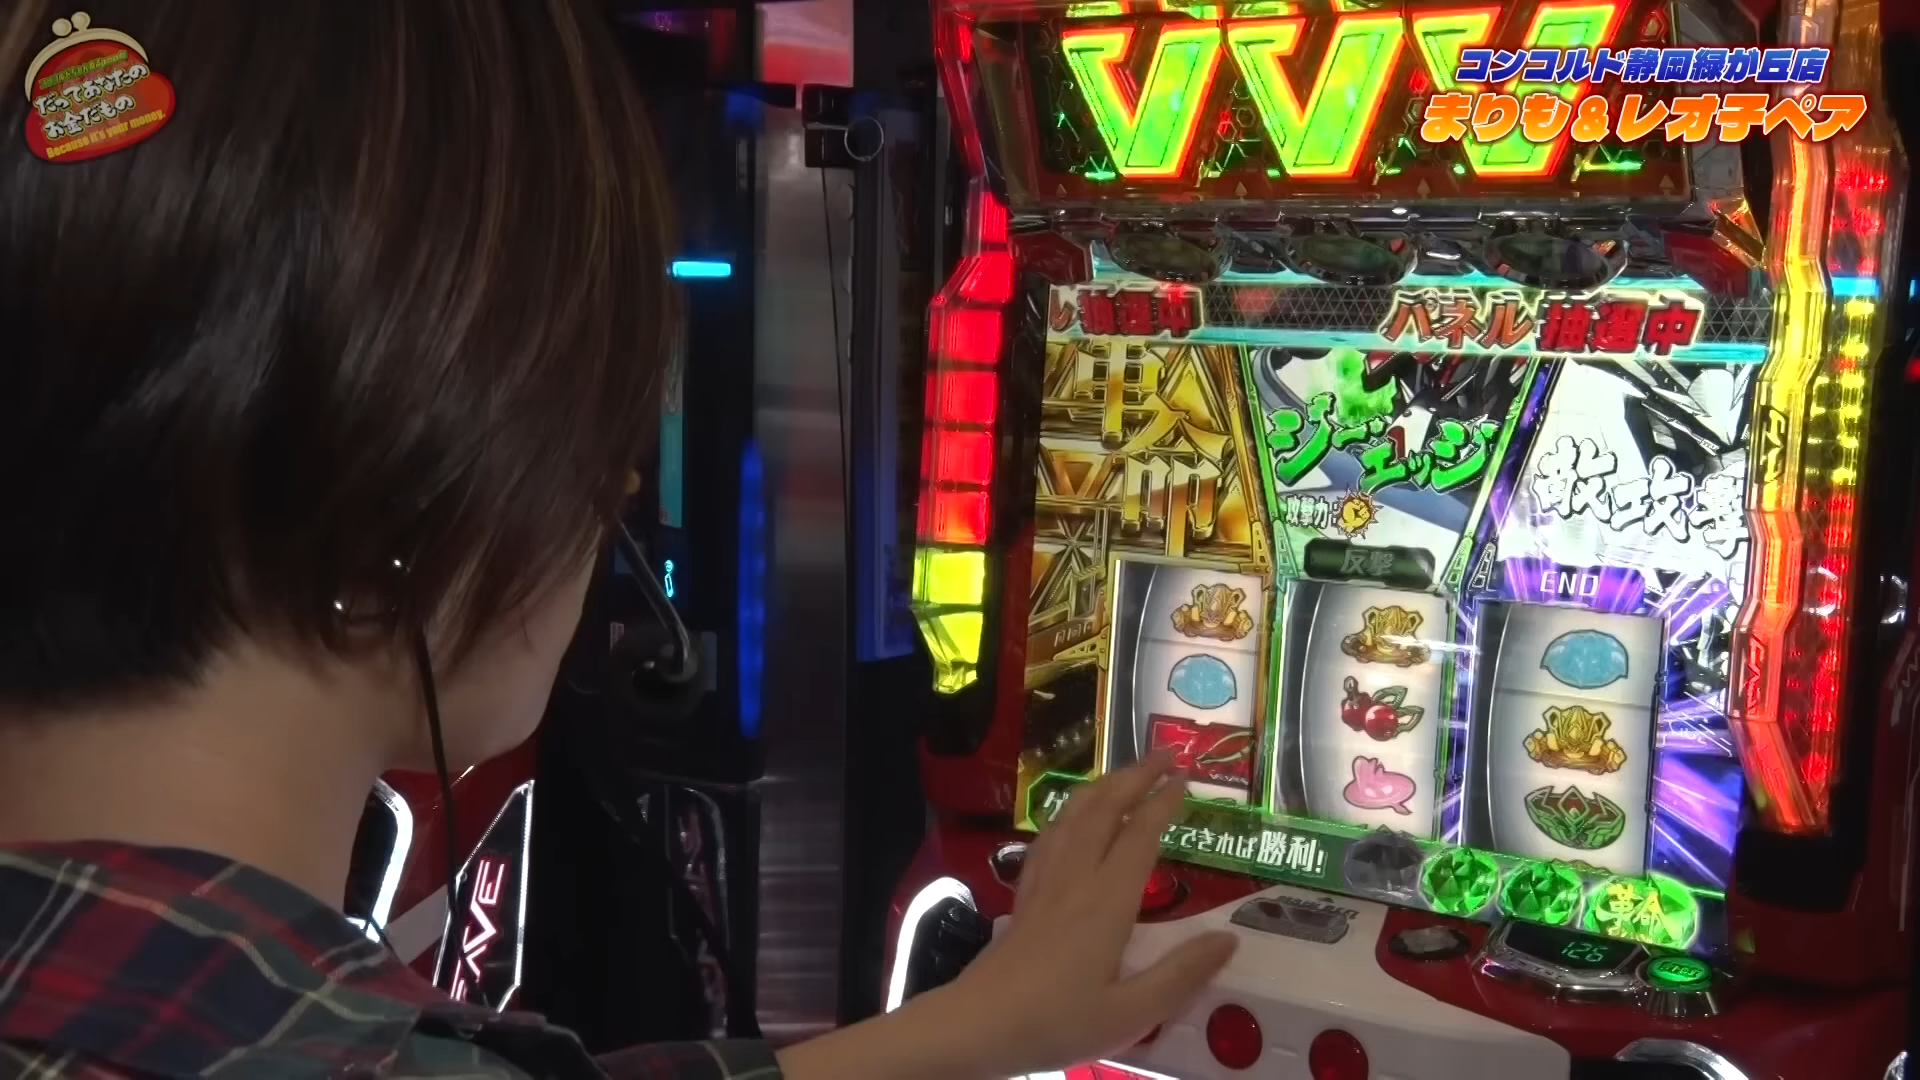 だってあなたの
お金だもの
Because it's your money.
コンコルド静岡緑が丘店
まりも&レオ子ペア
VVV
抽選中
パネル抽選中
革命
ジー・エッジ
攻撃力:
反撃
敵攻撃
END
できれば勝利!
革命
126